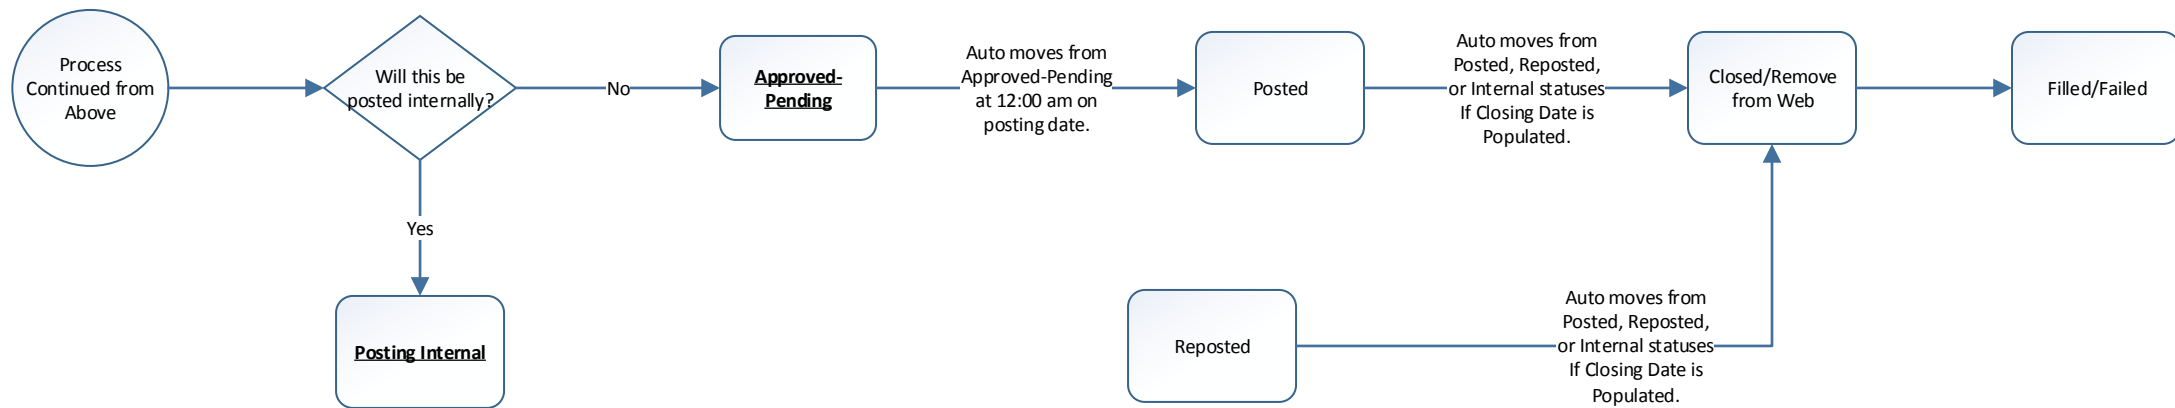 Process
Continued from
Above
Will this be
posted internally?
No
Approved-
Pending
Auto moves from
Approved-Pending
at 12:00 am on
posting date.
Posted
Auto moves from
Posted, Reposted,
or Internal statuses
If Closing Date is
Populated.
Closed/Remove
from Web
Filled/Failed
Yes
Posting Internal
Reposted
Auto moves from
Posted, Reposted,
or Internal statuses
If Closing Date is
Populated.